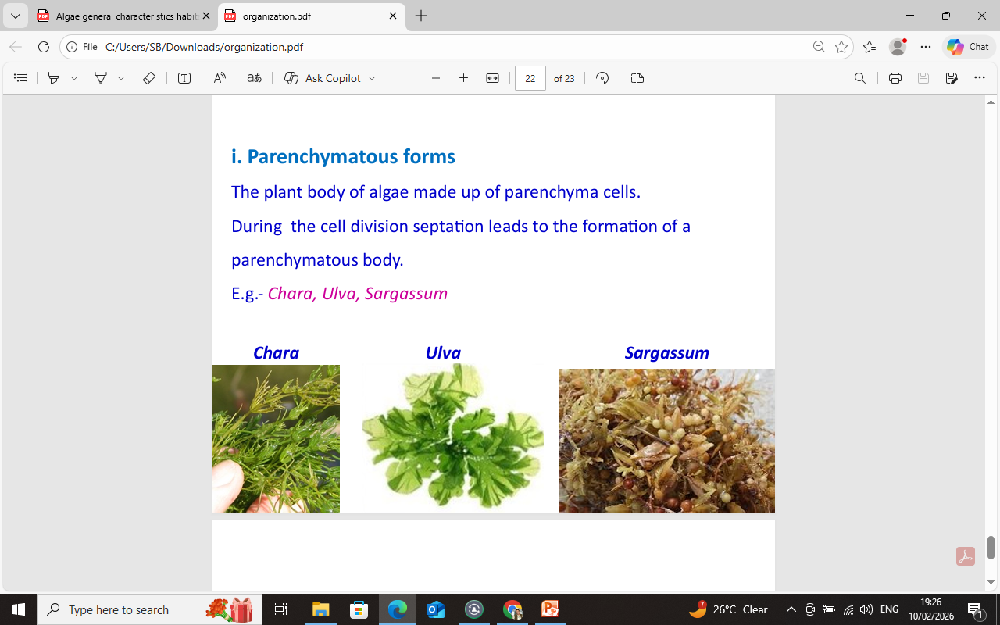 Algae general characteristics habit
organization.pdf
File C:/Users/SB/Downloads/organization.pdf
Chat
Ask Copilot
22 of 23
i. Parenchymatous forms
The plant body of algae made up of parenchyma cells.
During the cell division septation leads to the formation of a
parenchymatous body.
E.g.- Chara, Ulva, Sargassum
Chara Ulva Sargassum
Type here to search
7
26°C Clear
ENG
19:26
10/02/2026
1